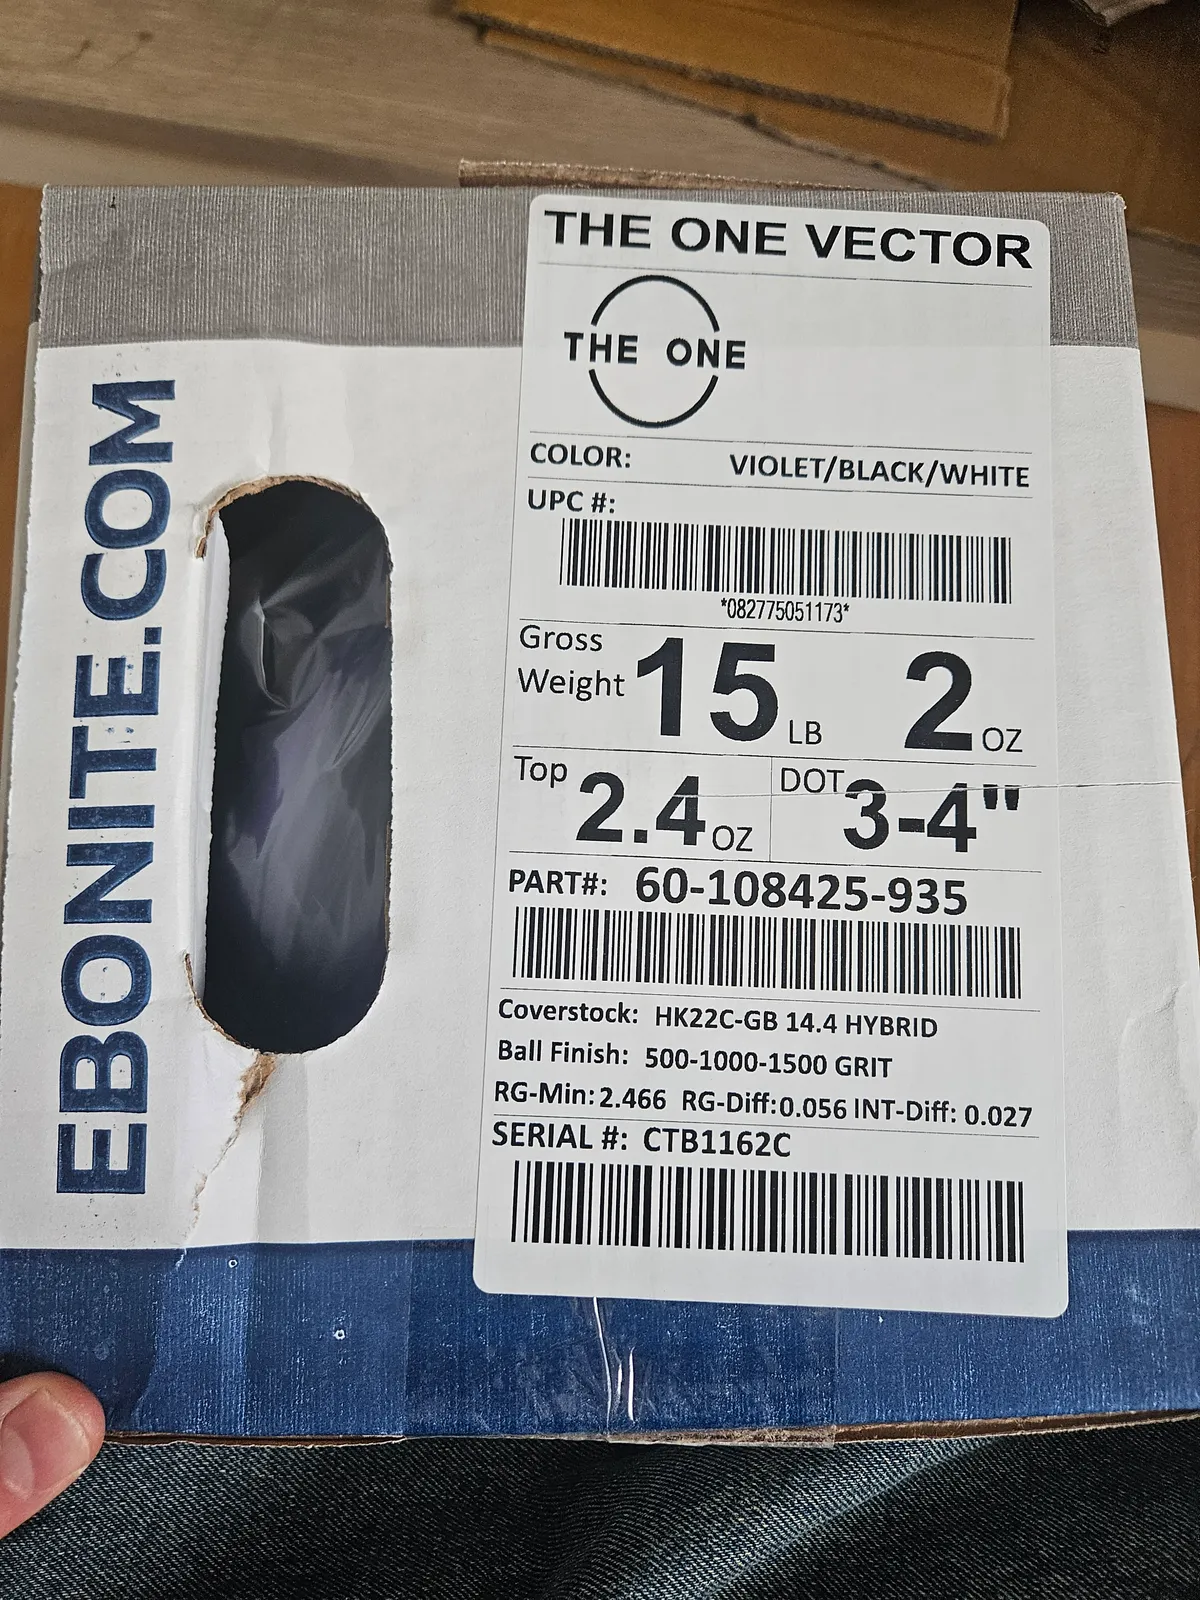 EBONITE.COM
THE ONE VECTOR
THE ONE
COLOR: VIOLET/BLACK/WHITE
UPC #:
*082775051173*
Gross Weight 15 LB 2 OZ
Top 2.4 OZ DOT 3-4"
PART#: 60-108425-935
Coverstock: HK22C-GB 14.4 HYBRID
Ball Finish: 500-1000-1500 GRIT
RG-Min: 2.466 RG-Diff: 0.056 INT-Diff: 0.027
SERIAL #: CTB1162C